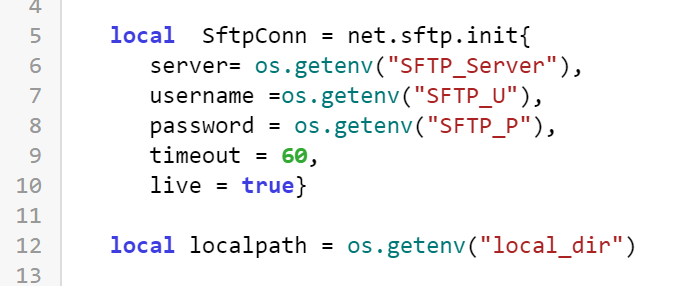 4
5 local  SftpConn = net.sftp.init{
6 server= os.getenv("SFTP_Server"),
7 username =os.getenv("SFTP_U"),
8 password = os.getenv("SFTP_P"),
9 timeout = 60,
10 live = true}
11
12 local localpath = os.getenv("local_dir")
13